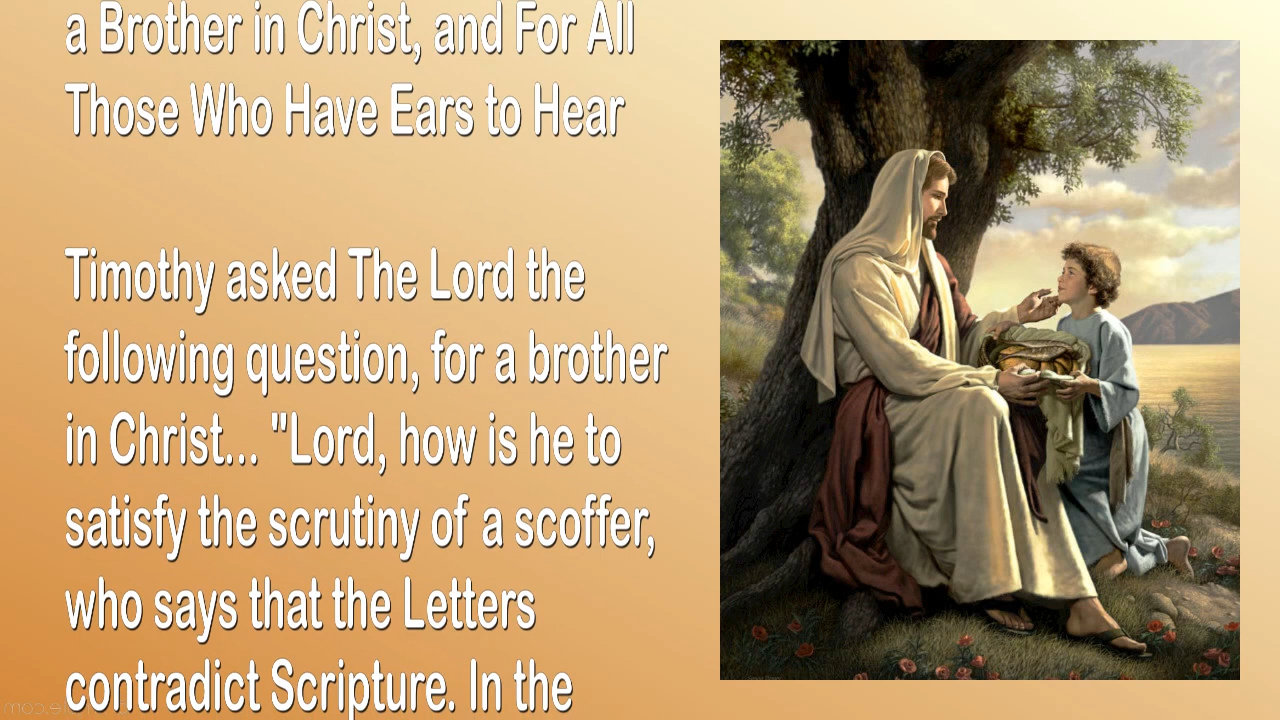 a Brother in Christ, and For All
Those Who Have Ears to Hear
Timothy asked The Lord the
following question, for a brother
in Christ... "Lord, how is he to
satisfy the scrutiny of a scoffer,
who says that the Letters
contradict Scripture. In the